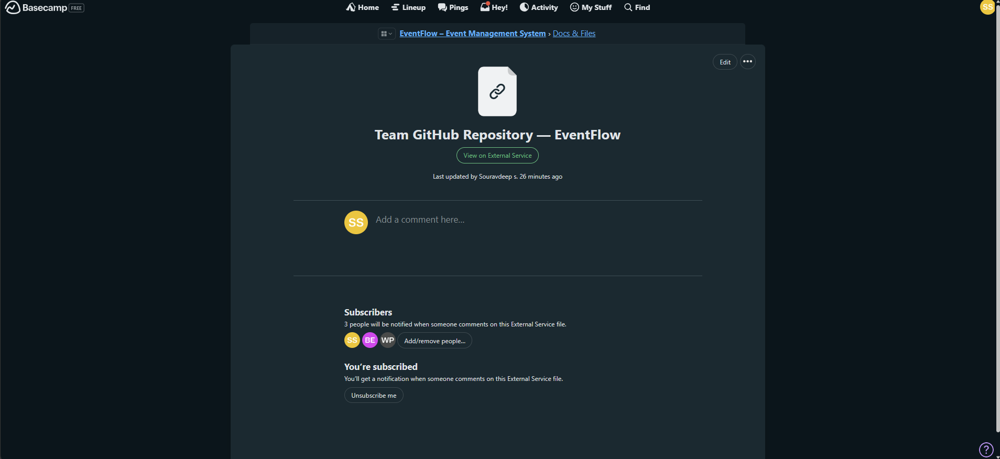 Basecamp FREE
Home Lineup Pings Hey! Activity My Stuff Find
SS
EventFlow – Event Management System › Docs & Files
Edit •••
Team GitHub Repository — EventFlow
View on External Service
Last updated by Souravdeep s. 26 minutes ago
SS Add a comment here...
Subscribers
3 people will be notified when someone comments on this External Service file.
SS BE WP Add/remove people...
You’re subscribed
You’ll get a notification when someone comments on this External Service file.
Unsubscribe me
?